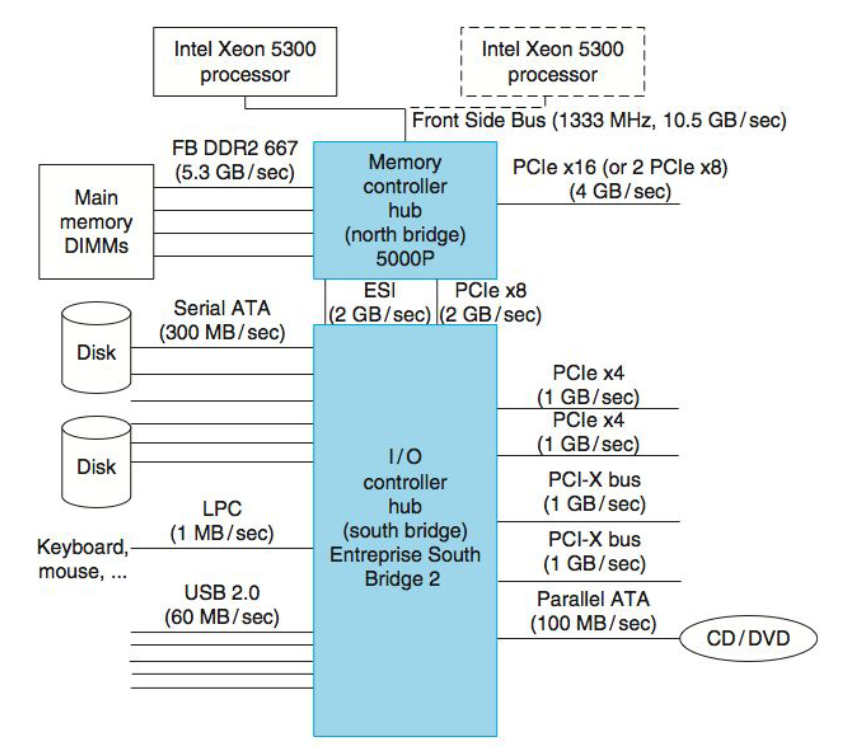 Intel Xeon 5300
processor
Intel Xeon 5300
processor
Front Side Bus (1333 MHz, 10.5 GB/sec)
FB DDR2 667
(5.3 GB/sec)
Main
memory
DIMMs
Memory
controller
hub
(north bridge)
5000P
PCIe x16 (or 2 PCIe x8)
(4 GB/sec)
ESI
(2 GB/sec)
PCIe x8
(2 GB/sec)
Serial ATA
(300 MB/sec)
Disk
Disk
LPC
(1 MB/sec)
Keyboard,
mouse, ...
USB 2.0
(60 MB/sec)
I/O
controller
hub
(south bridge)
Entreprise South
Bridge 2
PCIe x4
(1 GB/sec)
PCIe x4
(1 GB/sec)
PCI-X bus
(1 GB/sec)
PCI-X bus
(1 GB/sec)
Parallel ATA
(100 MB/sec)
CD/DVD